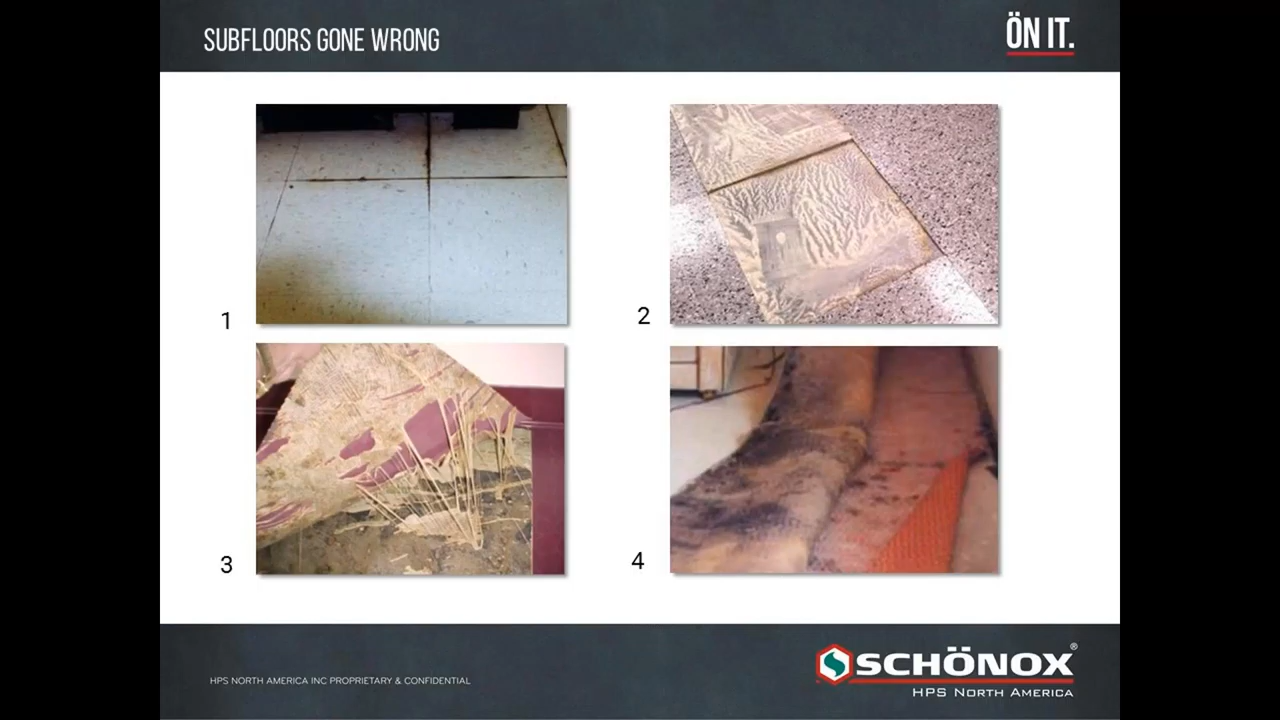 SUBFLOORS GONE WRONG
ÖN IT.
1
2
3
4
HPS NORTH AMERICA INC PROPRIETARY & CONFIDENTIAL
SCHÖNOX®
HPS NORTH AMERICA